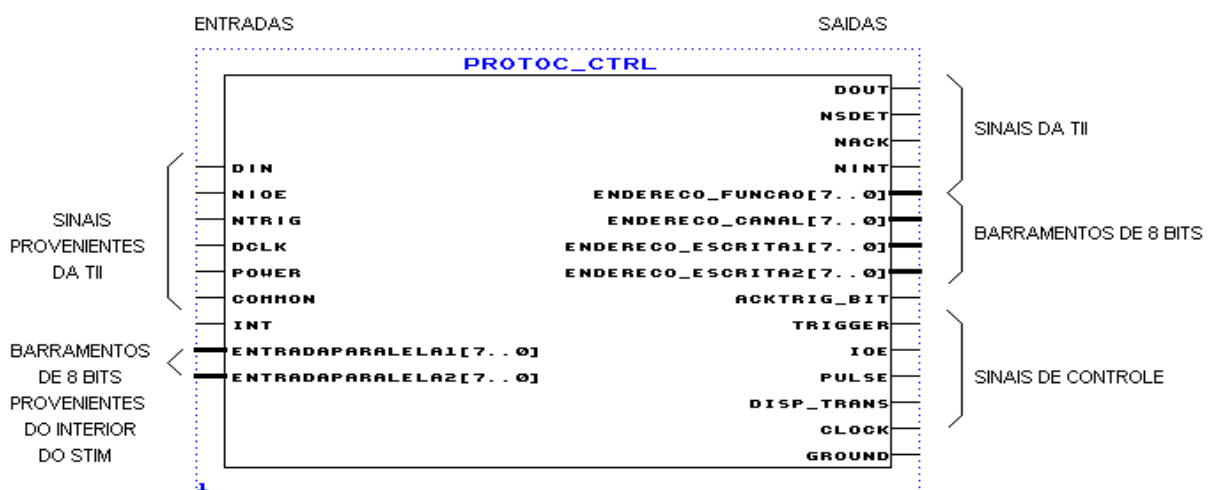 ENTRADAS
SAIDAS
PROTOC_CTRL
DOUT
NSDET
NACK
NINT
ENDERECO_FUNCAO[7..0]
ENDERECO_CANAL[7..0]
ENDERECO_ESCRITA1[7..0]
ENDERECO_ESCRITA2[7..0]
ACKTRIG_BIT
TRIGGER
IOE
PULSE
DISP_TRANS
CLOCK
GROUND
DIN
NIOE
NTRIG
DCLK
POWER
COMMON
INT
ENTRADAPARALELA1[7..0]
ENTRADAPARALELA2[7..0]
SINAIS
PROVENIENTES
DA TII
BARRAMENTOS
DE 8 BITS
PROVENIENTES
DO INTERIOR
DO STIM
SINAIS DA TII
BARRAMENTOS DE 8 BITS
SINAIS DE CONTROLE
1